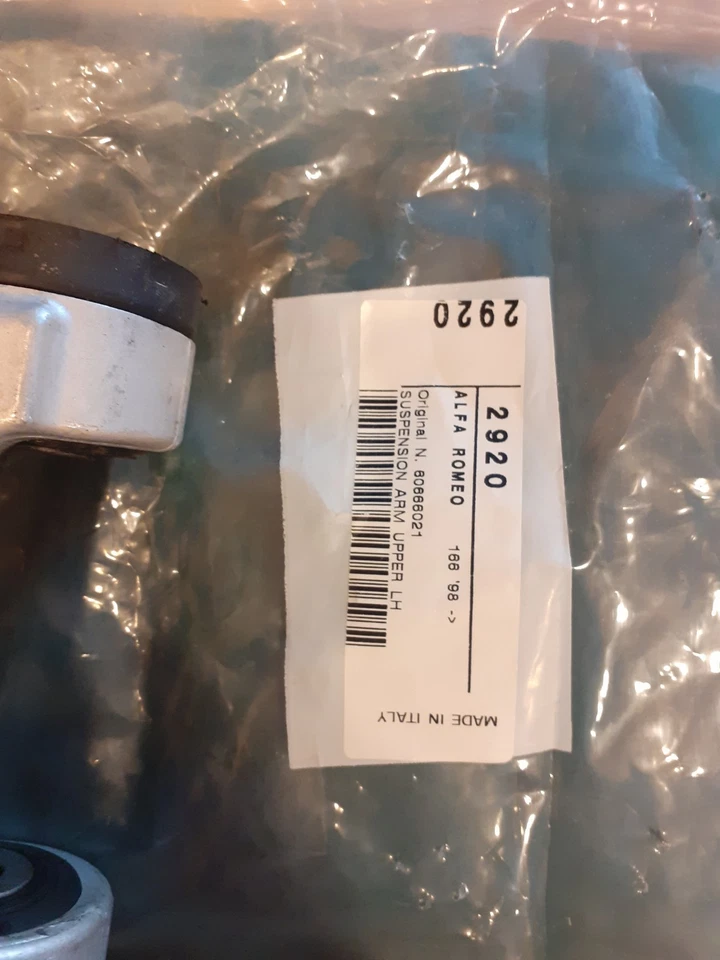 2920
2920
ALFA ROMEO 166 '98 ->
Original N. 60666021
SUSPENSION ARM UPPER LH
MADE IN ITALY